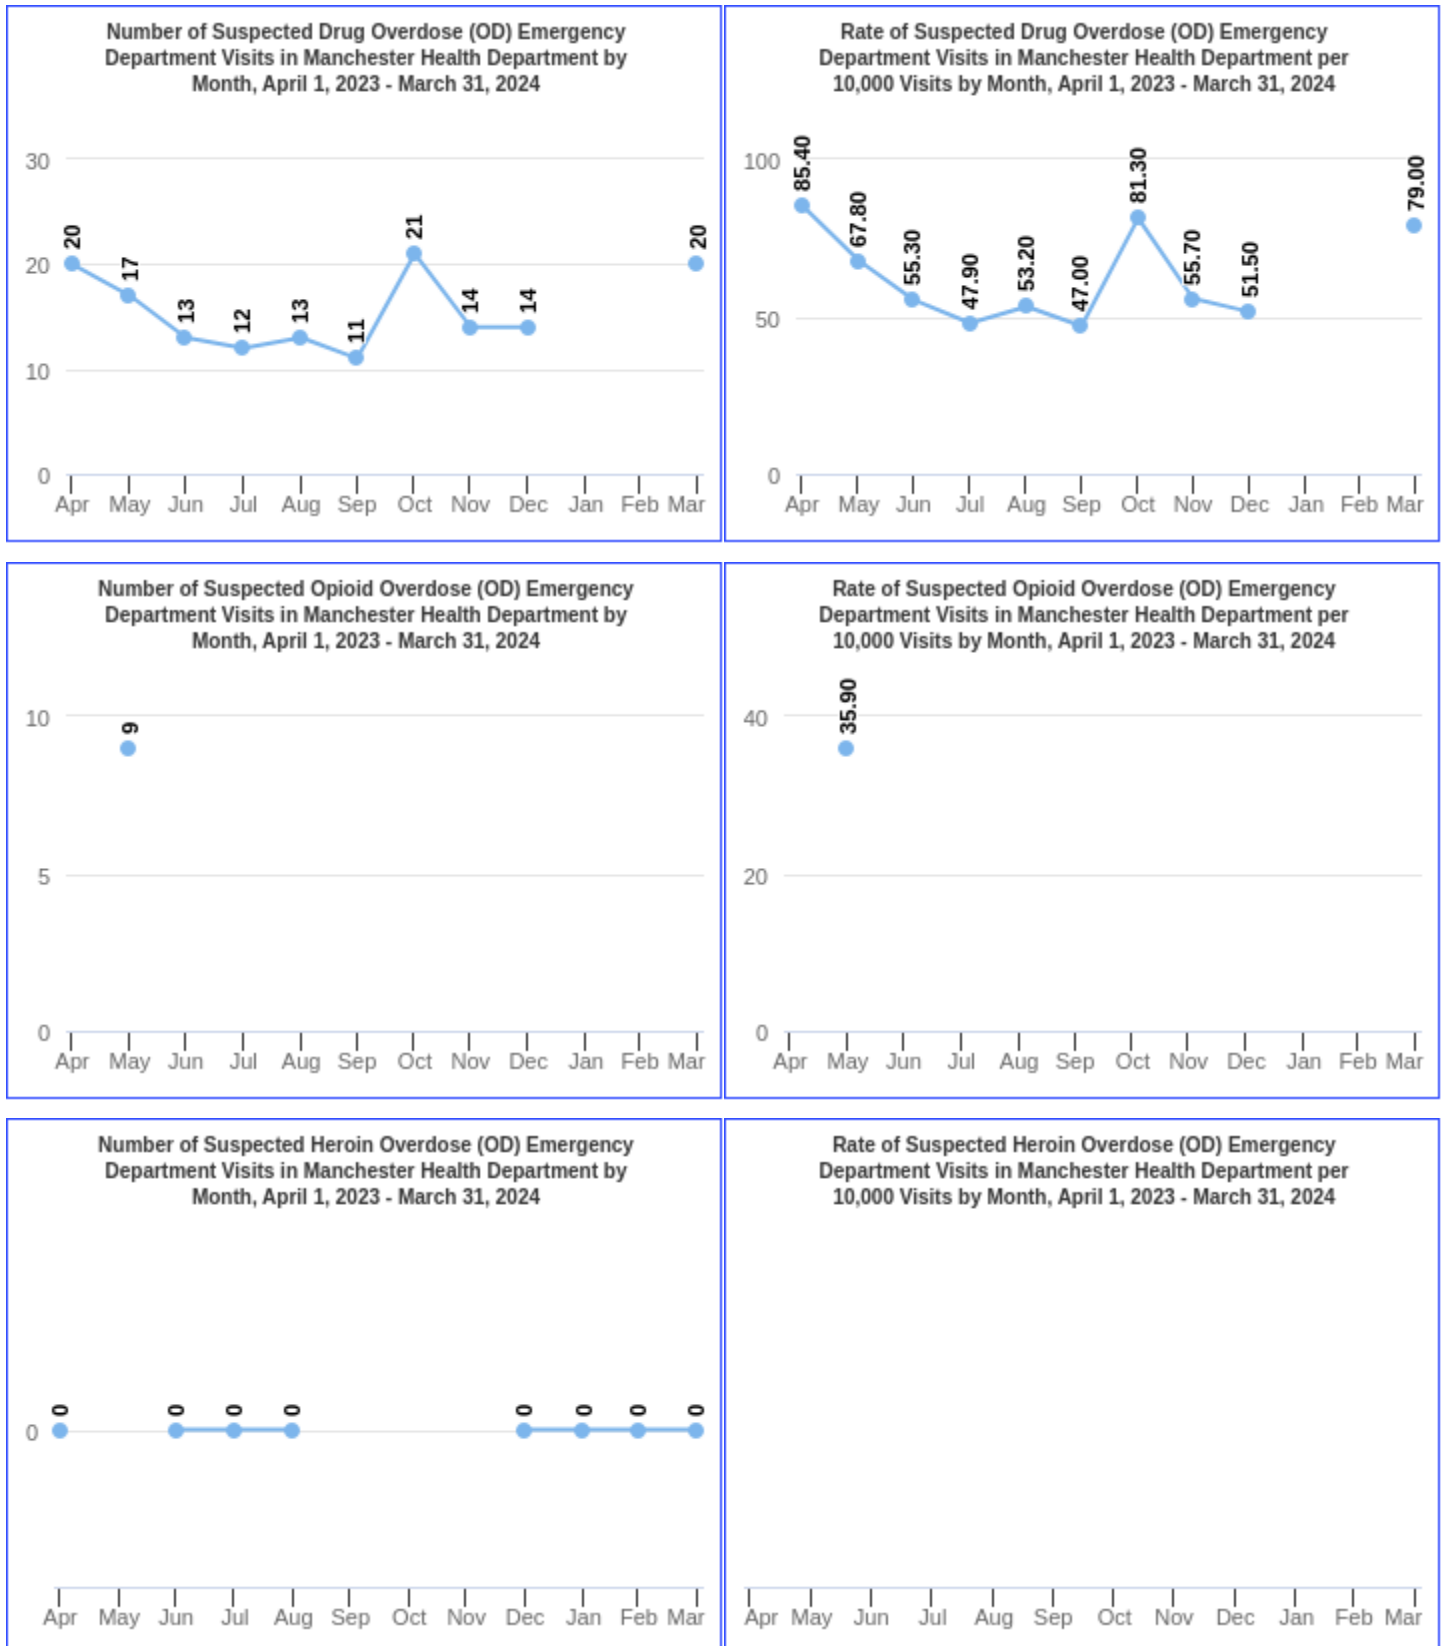 Number of Suspected Drug Overdose (OD) Emergency
Department Visits in Manchester Health Department by
Month, April 1, 2023 - March 31, 2024
30
20
10
0
20
17
13
12
13
11
21
14
14
20
Apr May Jun Jul Aug Sep Oct Nov Dec Jan Feb Mar
Rate of Suspected Drug Overdose (OD) Emergency
Department Visits in Manchester Health Department per
10,000 Visits by Month, April 1, 2023 - March 31, 2024
100
50
0
85.40
67.80
55.30
47.90
53.20
47.00
81.30
55.70
51.50
79.00
Apr May Jun Jul Aug Sep Oct Nov Dec Jan Feb Mar
Number of Suspected Opioid Overdose (OD) Emergency
Department Visits in Manchester Health Department by
Month, April 1, 2023 - March 31, 2024
10
5
0
9
Apr May Jun Jul Aug Sep Oct Nov Dec Jan Feb Mar
Rate of Suspected Opioid Overdose (OD) Emergency
Department Visits in Manchester Health Department per
10,000 Visits by Month, April 1, 2023 - March 31, 2024
40
20
0
35.90
Apr May Jun Jul Aug Sep Oct Nov Dec Jan Feb Mar
Number of Suspected Heroin Overdose (OD) Emergency
Department Visits in Manchester Health Department by
Month, April 1, 2023 - March 31, 2024
0
0
0
0
0
0
0
0
0
Apr May Jun Jul Aug Sep Oct Nov Dec Jan Feb Mar
Rate of Suspected Heroin Overdose (OD) Emergency
Department Visits in Manchester Health Department per
10,000 Visits by Month, April 1, 2023 - March 31, 2024
Apr May Jun Jul Aug Sep Oct Nov Dec Jan Feb Mar